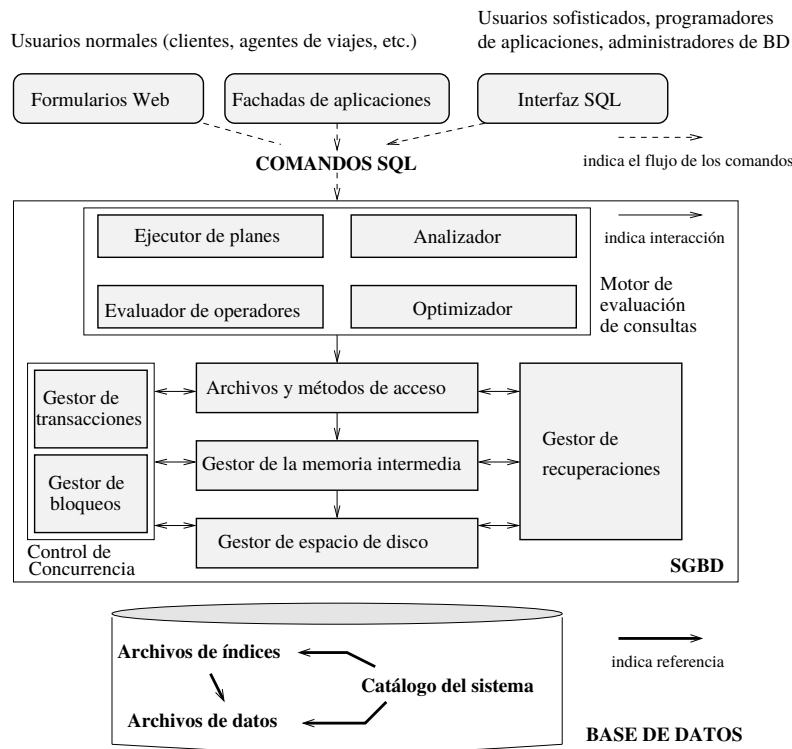 Usuarios sofisticados, programadores
Usuarios normales (clientes, agentes de viajes, etc.)
de aplicaciones, administradores de BD
Formularios Web
Fachadas de aplicaciones
Interfaz SQL
COMANDOS SQL
indica el flujo de los comandos
Ejecutor de planes
Analizador
indica interacción
Evaluador de operadores
Optimizador
Motor de
evaluación
de consultas
Gestor de
transacciones
Archivos y métodos de acceso
Gestor de
recuperaciones
Gestor de la memoria intermedia
Gestor de
bloqueos
Gestor de espacio de disco
Control de
Concurrencia
SGBD
Archivos de índices
indica referencia
Catálogo del sistema
Archivos de datos
BASE DE DATOS